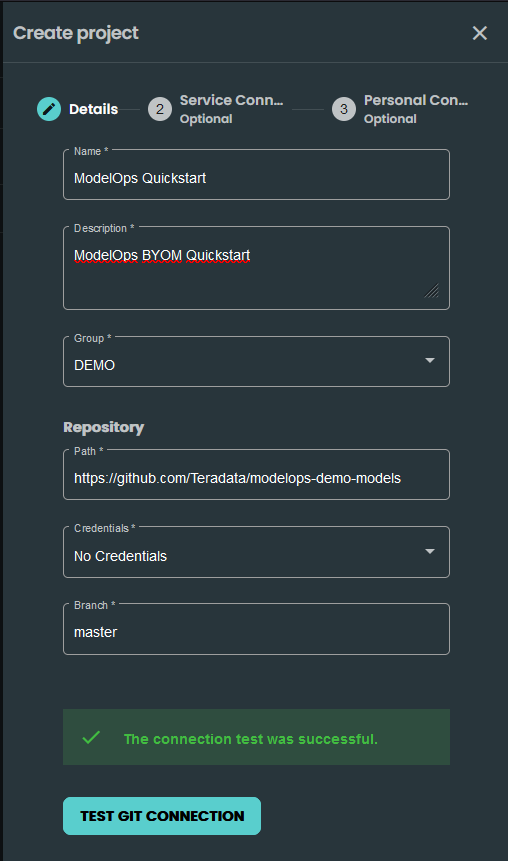 Create project
Details
2
Service Conn...
Optional
3
Personal Con...
Optional
Name *
ModelOps Quickstart
Description *
ModelOps BYOM Quickstart
Group *
DEMO
Repository
Path *
https://github.com/Teradata/modelops-demo-models
Credentials *
No Credentials
Branch *
master
The connection test was successful.
TEST GIT CONNECTION